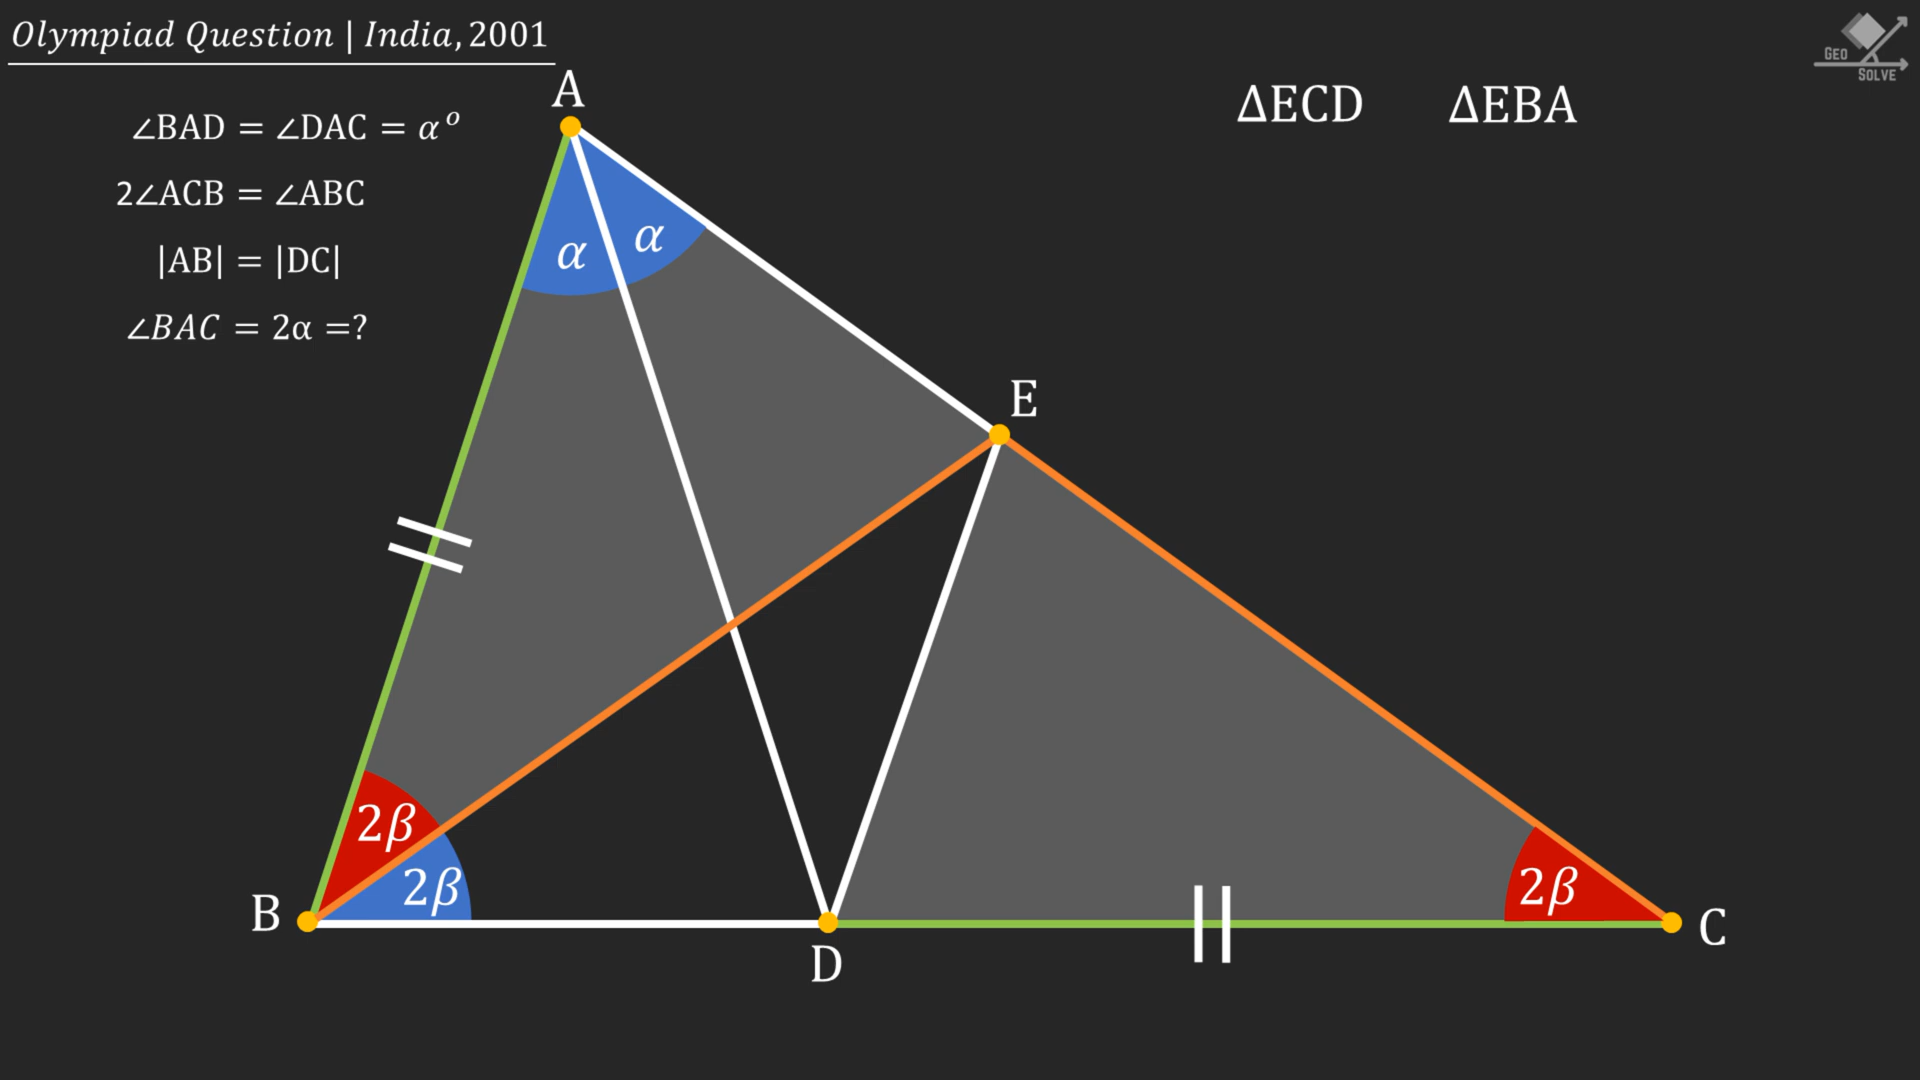 Olympiad Question | India, 2001
GEO
SOLVE
A
ΔECD ΔEBA
∠BAD = ∠DAC = α°
2∠ACB = ∠ABC
|AB| = |DC|
∠BAC = 2α =?
α α
E
2β
2β
2β
B
C
D